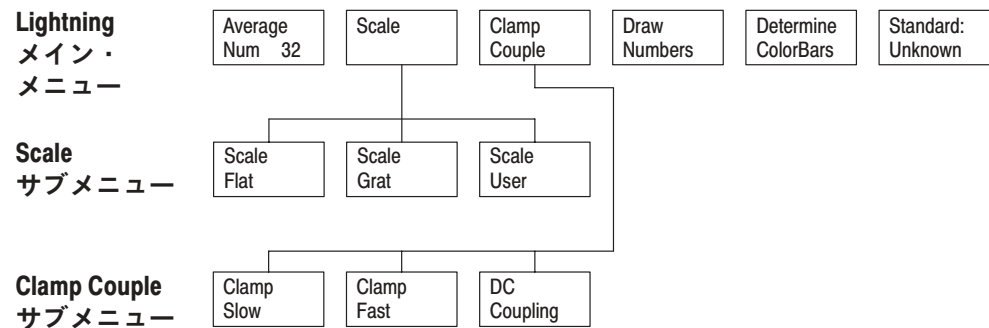 Lightning
メイン・
メニュー
Average
Num 32
Scale
Clamp
Couple
Draw
Numbers
Determine
ColorBars
Standard:
Unknown
Scale
サブメニュー
Scale
Flat
Scale
Grat
Scale
User
Clamp Couple
サブメニュー
Clamp
Slow
Clamp
Fast
DC
Coupling